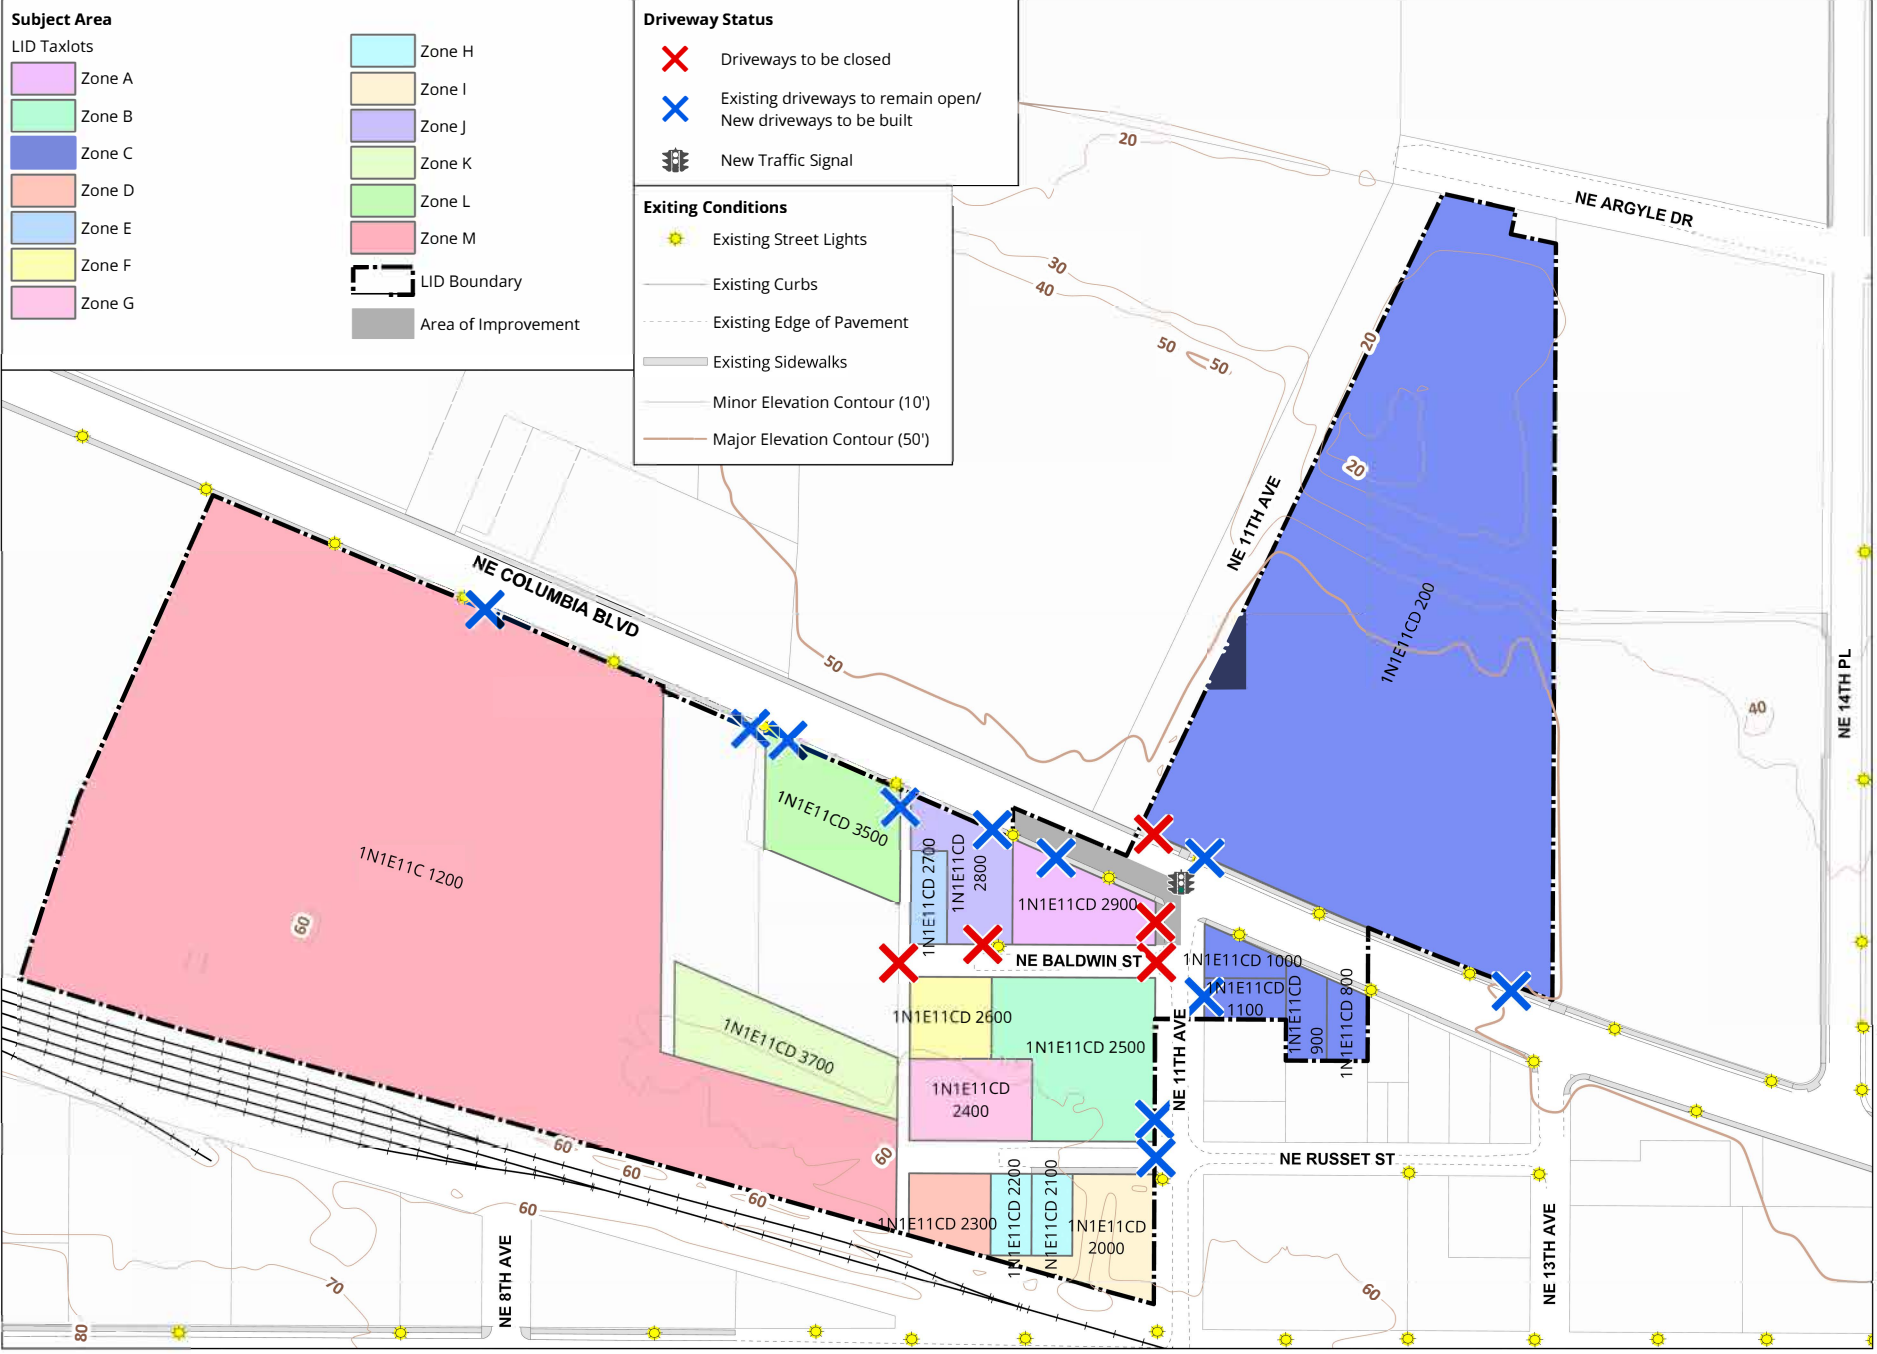 Subject Area
LID Taxlots
Zone A
Zone B
Zone C
Zone D
Zone E
Zone F
Zone G
Zone H
Zone I
Zone J
Zone K
Zone L
Zone M
LID Boundary
Area of Improvement
Driveway Status
Driveways to be closed
Existing driveways to remain open/
New driveways to be built
New Traffic Signal
Exiting Conditions
Existing Street Lights
Existing Curbs
Existing Edge of Pavement
Existing Sidewalks
Minor Elevation Contour (10')
Major Elevation Contour (50')
20
NE ARGYLE DR
30
40
50
50
20
20
NE 11TH AVE
NE COLUMBIA BLVD
1N1E11CD 200
50
NE 14TH PL
40
1N1E11CD 3500
1N1E11C 1200
60
1N1E11CD 2700
1N1E11CD
2800
1N1E11CD 2900
NE BALDWIN ST
1N1E11CD 1000
1N1E11CD
1100
1N1E11CD
900
1N1E11CD 800
1N1E11CD 2600
1N1E11CD 2500
1N1E11CD 3700
1N1E11CD
2400
NE 11TH AVE
60
60
60
60
60
NE RUSSET ST
1N1E11CD 2300
1N1E11CD 2200
1N1E11CD 2100
1N1E11CD
2000
NE 8TH AVE
NE 13TH AVE
70
60
80